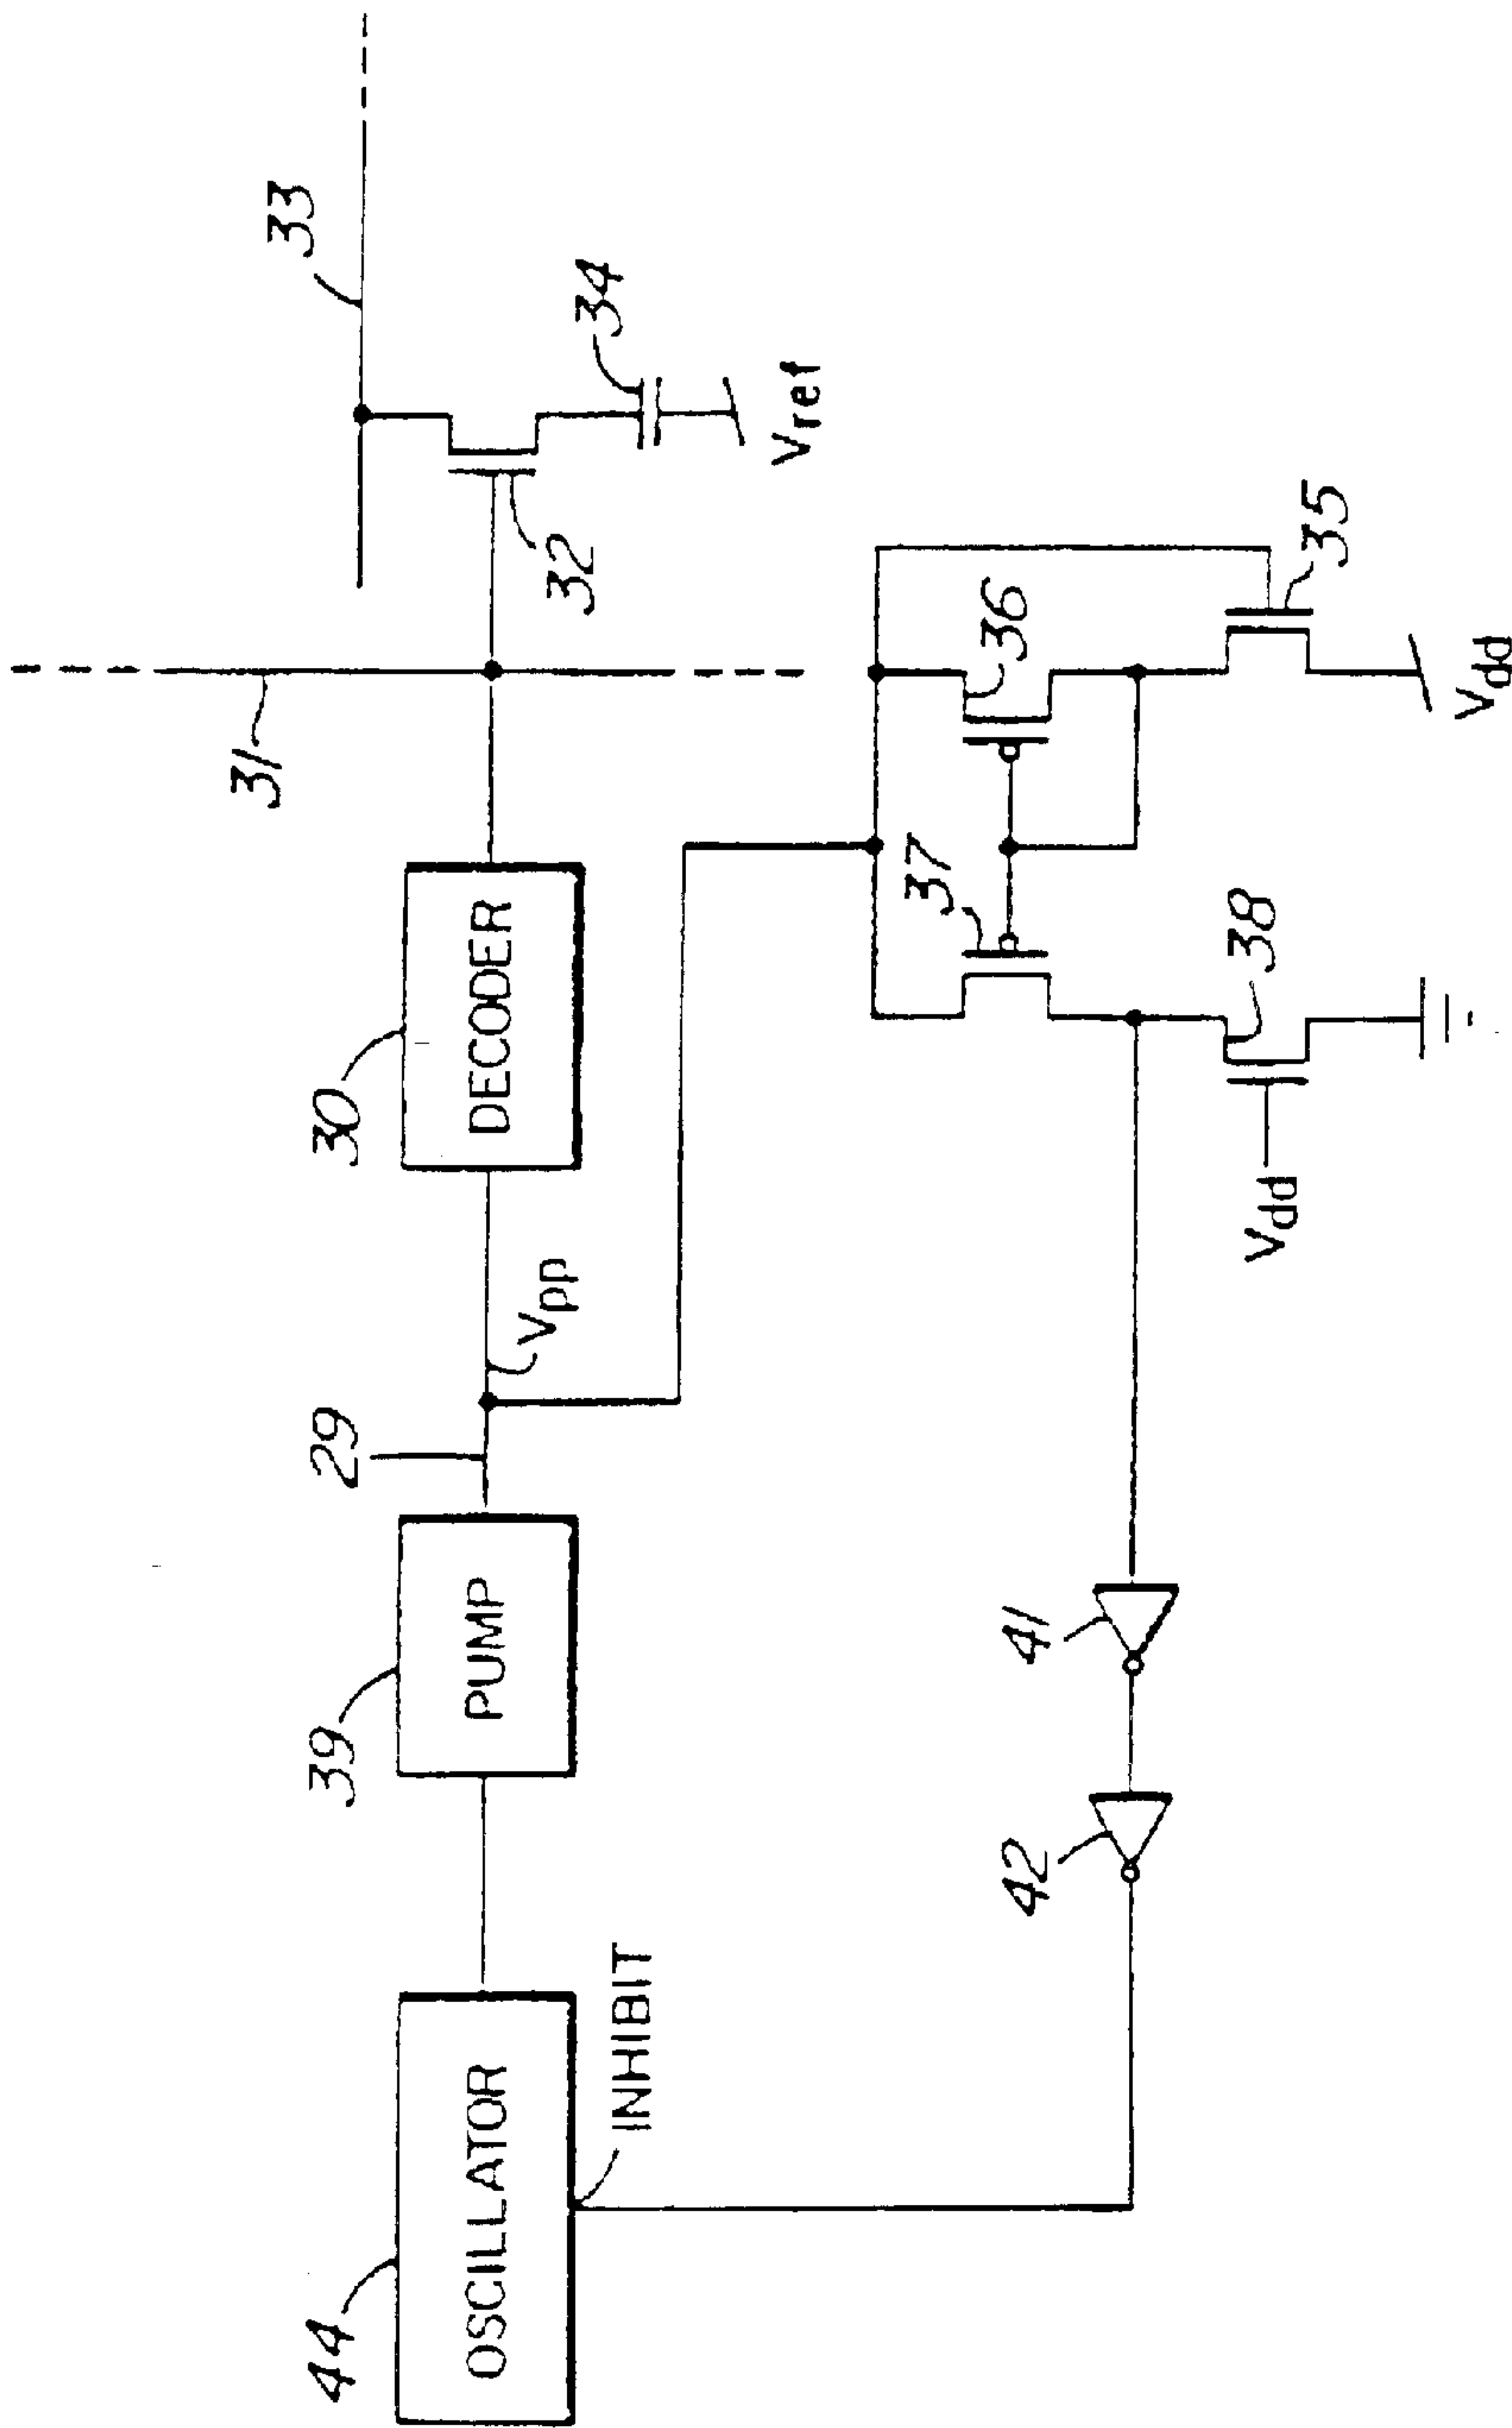 33
34
Vref
32
31
30
DECODER
29
Vpp
39
PUMP
44
OSCILLATOR
INHIBIT
36
35
Vdd
37
38
Vdd
41
42